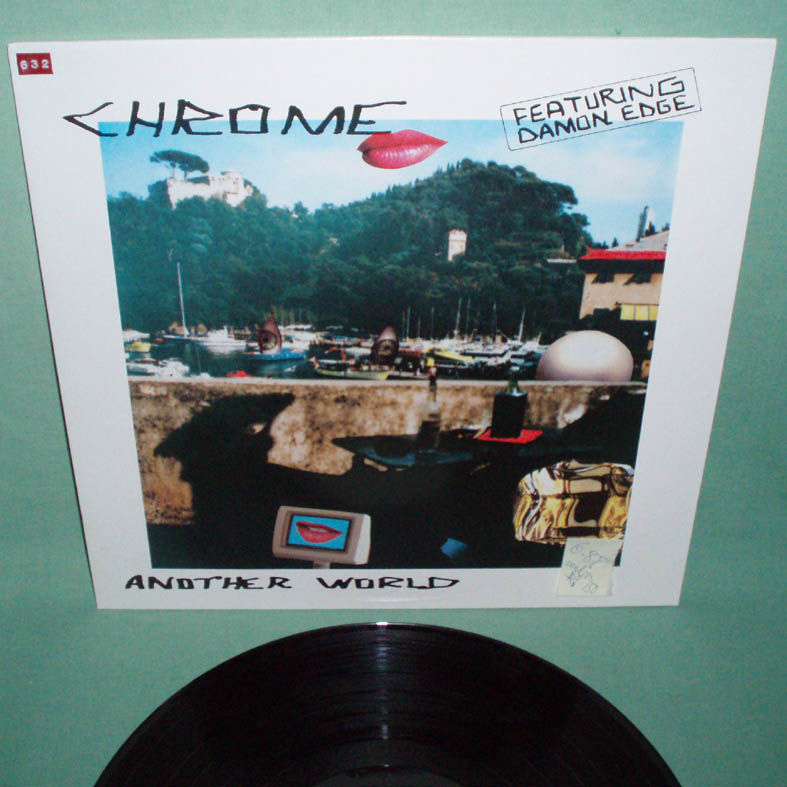 632
CHROME
FEATURING
DAMON EDGE
ANOTHER WORLD